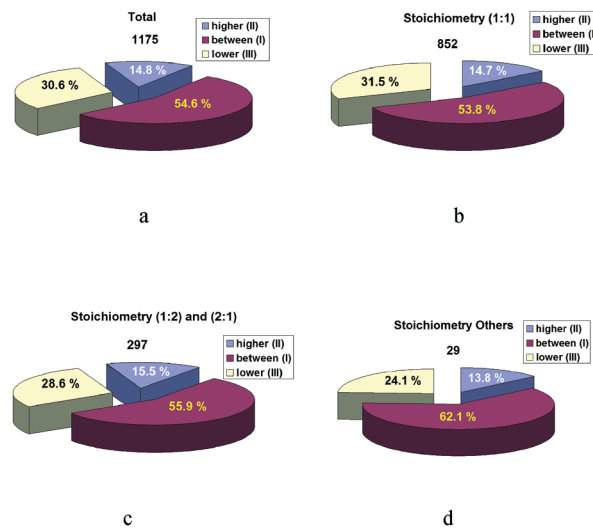 Total
1175
higher (II)
between (I)
lower (III)
14.8 %
30.6 %
54.6 %
a
Stoichiometry (1:1)
852
higher (II)
between (I
lower (III)
14.7 %
31.5 %
53.8 %
b
Stoichiometry (1:2) and (2:1)
297
higher (II)
between (I)
lower (III)
15.5 %
28.6 %
55.9 %
c
Stoichiometry Others
29
higher (II)
between (I)
lower (III)
13.8 %
24.1 %
62.1 %
d